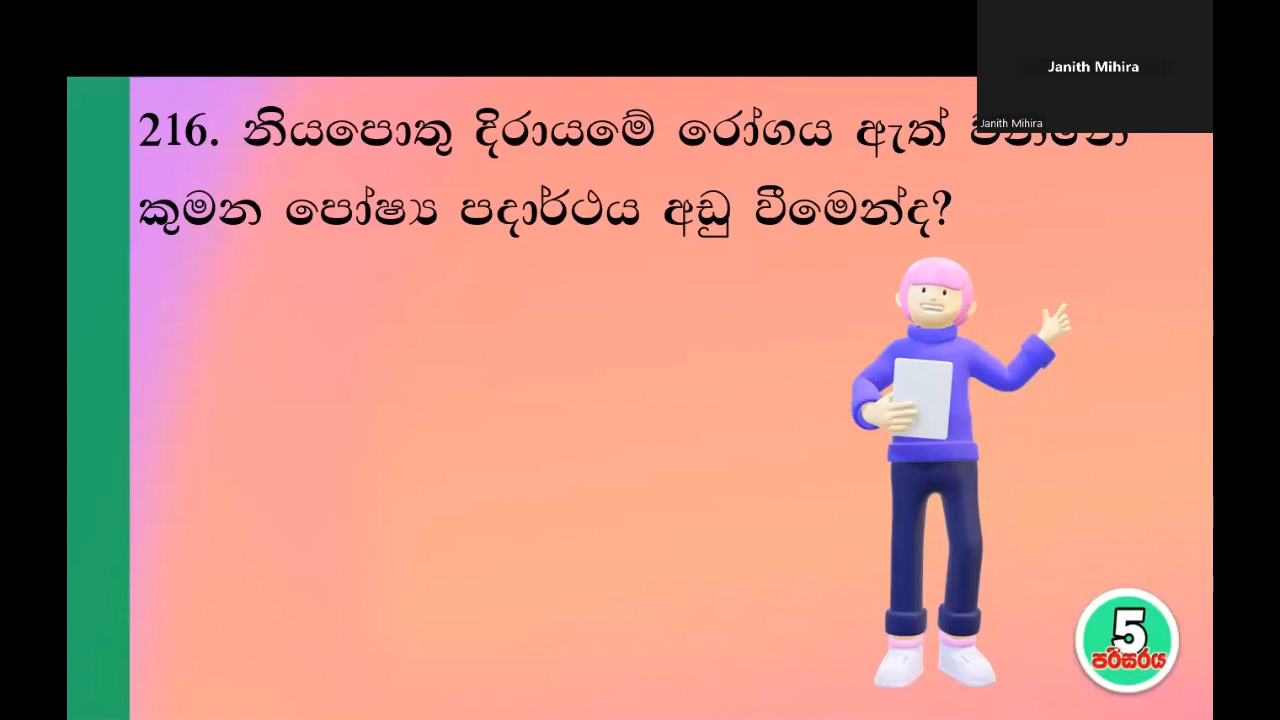 Janith Mihira
Janith Mihira
216. නියපොතු දිරායමේ රෝගය ඇත්
කුමන පෝෂ්‍ය පදාර්ථය අඩු වීමෙන්ද?
5
පරිසරය